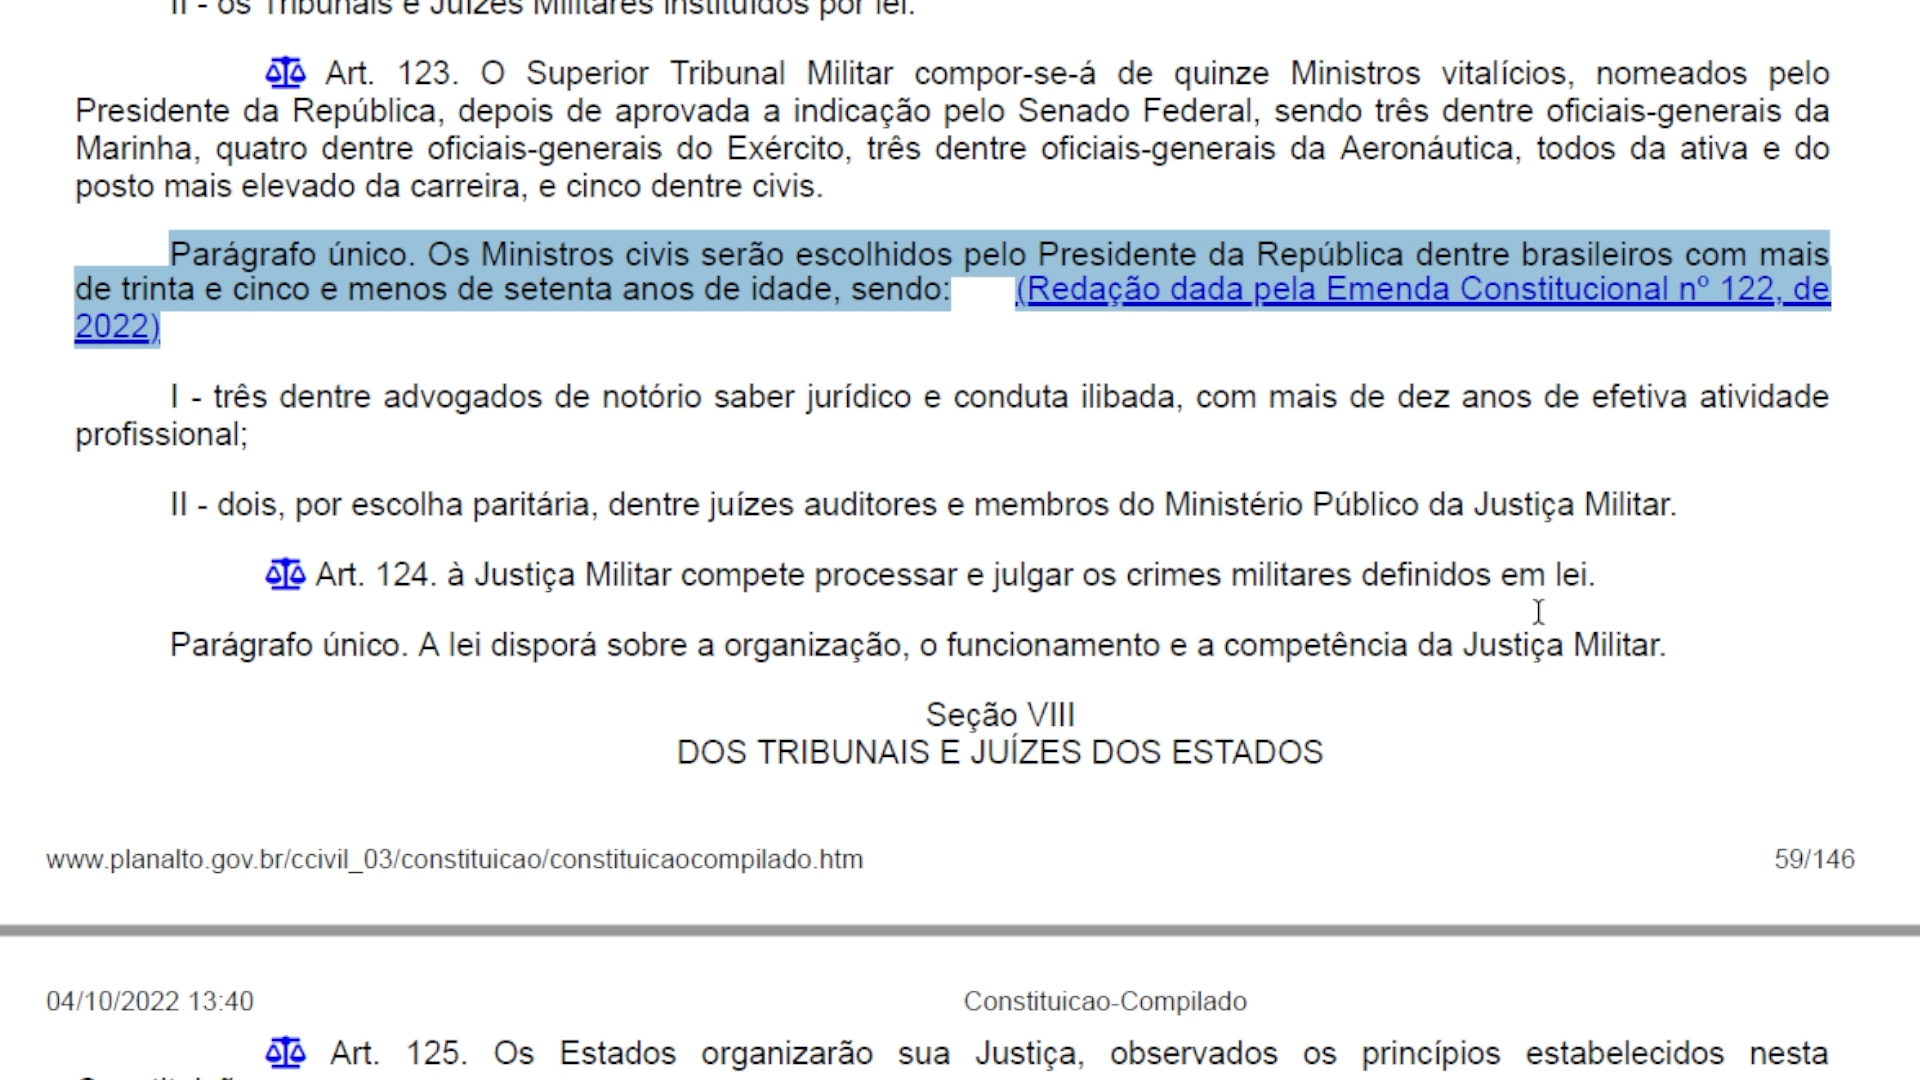 II - os Tribunais e Juízes Militares instituídos por lei.
Art. 123. O Superior Tribunal Militar compor-se-á de quinze Ministros vitalícios, nomeados pelo
Presidente da República, depois de aprovada a indicação pelo Senado Federal, sendo três dentre oficiais-generais da
Marinha, quatro dentre oficiais-generais do Exército, três dentre oficiais-generais da Aeronáutica, todos da ativa e do
posto mais elevado da carreira, e cinco dentre civis.
Parágrafo único. Os Ministros civis serão escolhidos pelo Presidente da República dentre brasileiros com mais
de trinta e cinco e menos de setenta anos de idade, sendo: (Redação dada pela Emenda Constitucional nº 122, de
2022)
I - três dentre advogados de notório saber jurídico e conduta ilibada, com mais de dez anos de efetiva atividade
profissional;
II - dois, por escolha paritária, dentre juízes auditores e membros do Ministério Público da Justiça Militar.
Art. 124. à Justiça Militar compete processar e julgar os crimes militares definidos em lei.
Parágrafo único. A lei disporá sobre a organização, o funcionamento e a competência da Justiça Militar.
Seção VIII
DOS TRIBUNAIS E JUÍZES DOS ESTADOS
www.planalto.gov.br/ccivil_03/constituicao/constituicaocompilado.htm 59/146
04/10/2022 13:40 Constituicao-Compilado
Art. 125. Os Estados organizarão sua Justiça, observados os princípios estabelecidos nesta